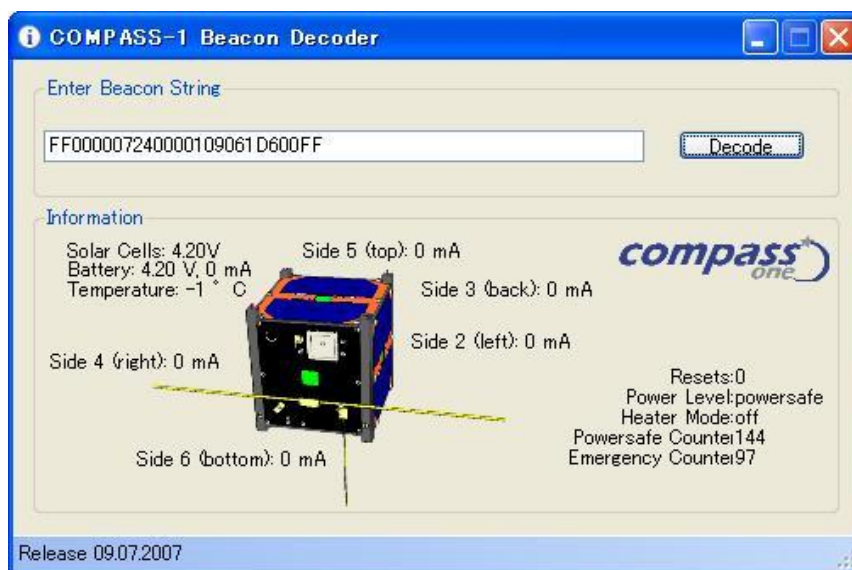 COMPASS-1 Beacon Decoder
Enter Beacon String
FF000007240000109061D600FF
Decode
Information
Solar Cells: 4.20V
Battery: 4.20 V, 0 mA
Temperature: -1 ° C
Side 5 (top): 0 mA
compass
one
Side 3 (back): 0 mA
Side 2 (left): 0 mA
Side 4 (right): 0 mA
Resets:0
Power Level:powersafe
Heater Mode:off
Powersafe Counter144
Emergency Counter97
Side 6 (bottom): 0 mA
Release 09.07.2007